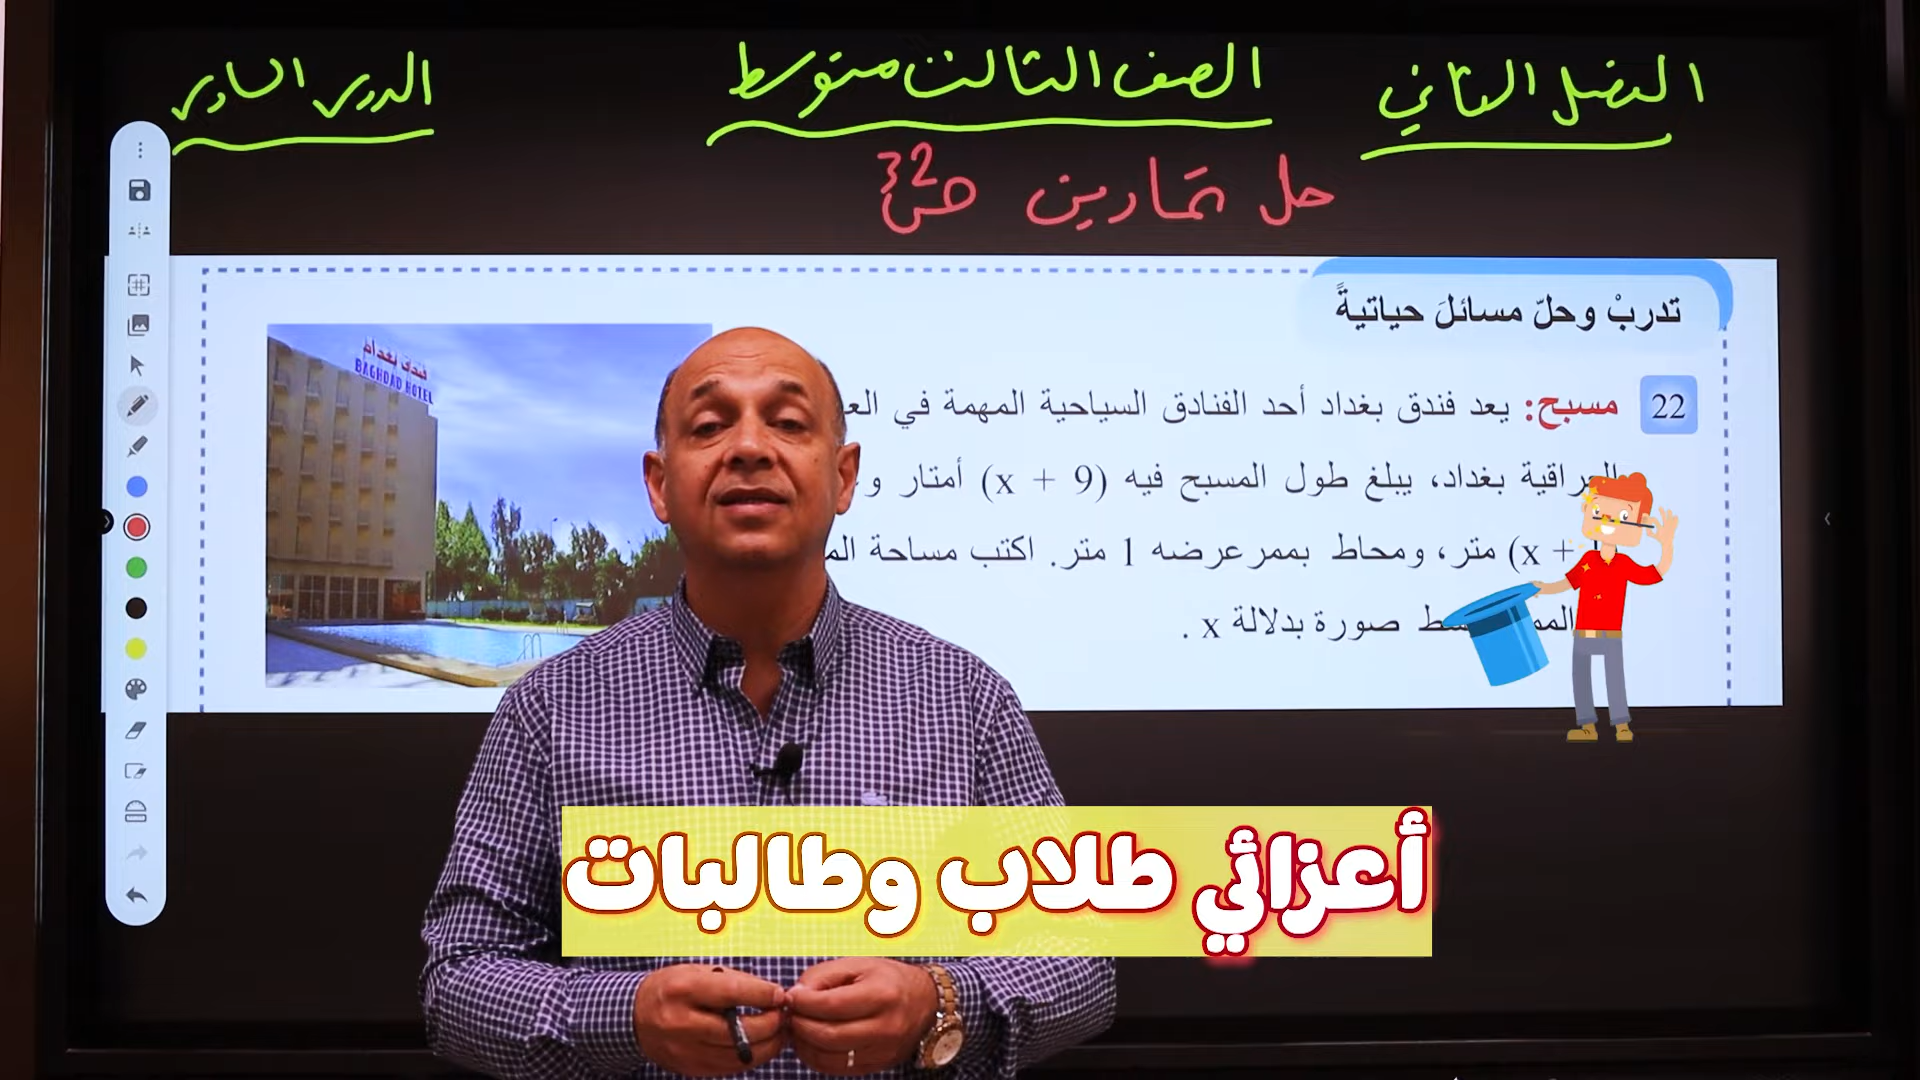 الفصل الثاني
الصف الثالث متوسط
الدرس السادس
حل تمارين ص32
تدربْ وحلّ مسائلَ حياتيةً
22 مسبح: يعد فندق بغداد أحد الفنادق السياحية المهمة في
بغداد، يبلغ طول المسبح فيه (x + 9) أمتار
(x + متر، ومحاط بممر عرضه 1 متر. اكتب مساحة
صورة بدلالة x .
فندق بغداد
BAGHDAD HOTEL
أعزائي طلاب وطالبات